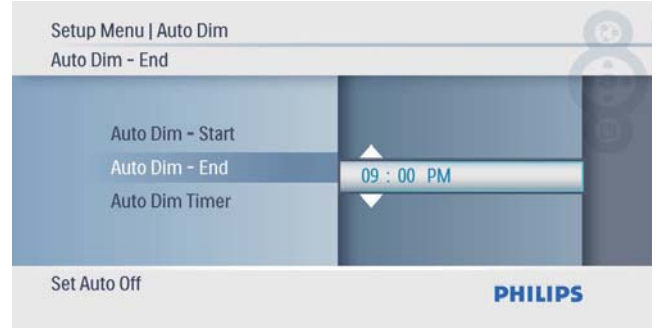 Setup Menu | Auto Dim
Auto Dim - End
Auto Dim - Start
Auto Dim - End
09 : 00 PM
Auto Dim Timer
Set Auto Off
PHILIPS